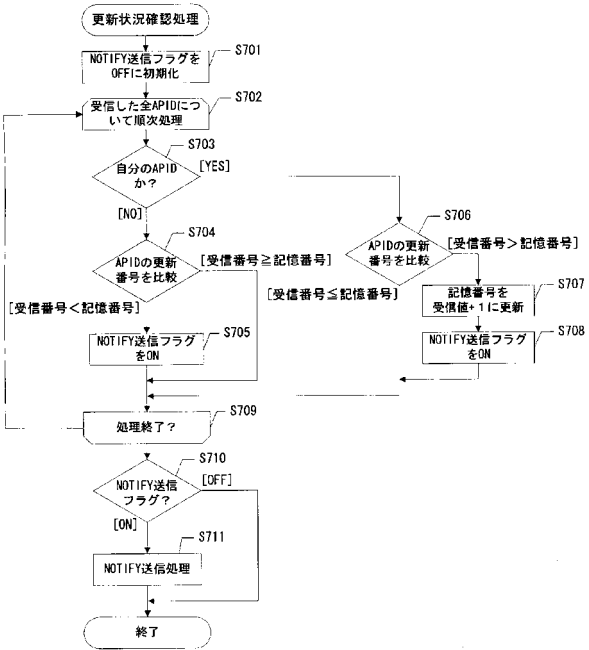 更新状況確認処理
NOTIFY送信フラグを
OFFに初期化
S701
受信した全APIDにつ
いて順次処理
S702
自分のAPID
か？
S703
[YES]
[NO]
APIDの更新
番号を比較
S704
[受信番号≧記憶番号]
[受信番号<記憶番号]
NOTIFY送信フラグ
をON
S705
APIDの更新
番号を比較
S706
[受信番号>記憶番号]
[受信番号≦記憶番号]
記憶番号を
受信値+1に更新
S707
NOTIFY送信フラグ
をON
S708
処理終了？
S709
NOTIFY送信
フラグ？
S710
[OFF]
[ON]
NOTIFY送信処理
S711
終了